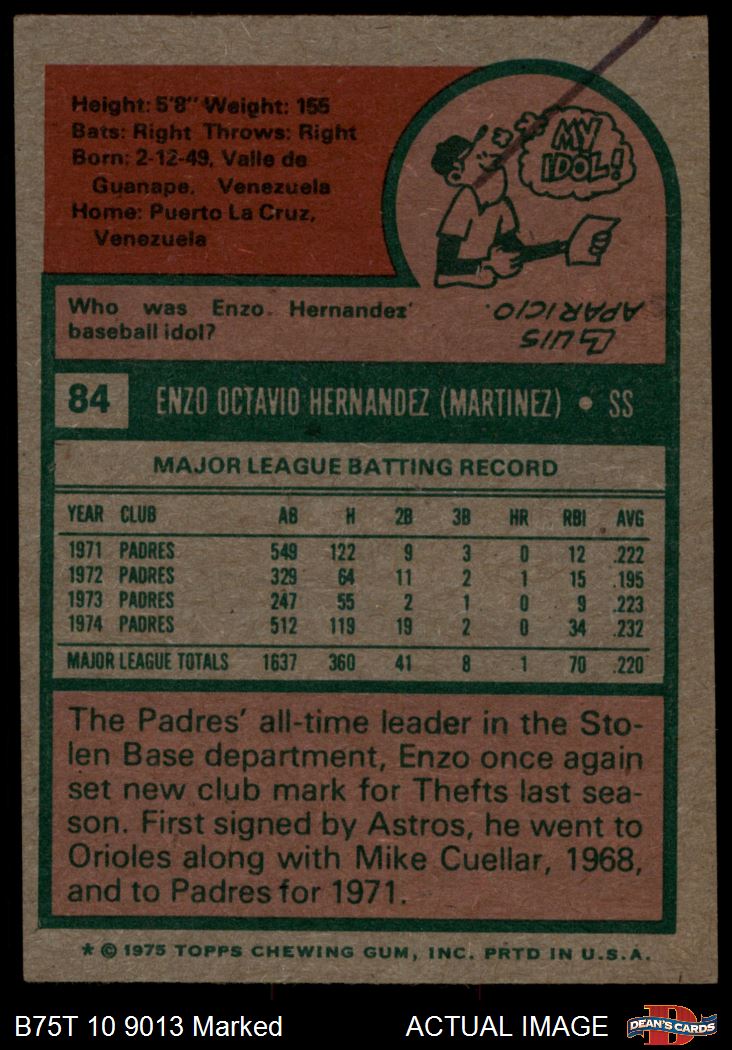 Height: 5'8" Weight: 155
Bats: Right Throws: Right
Born: 2-12-49, Valle de
Guanape, Venezuela
Home: Puerto La Cruz,
Venezuela
MY
IDOL!
Who was Enzo Hernandez'
baseball idol?
LUIS
APARICIO.
84 ENZO OCTAVIO HERNANDEZ (MARTINEZ) • SS
MAJOR LEAGUE BATTING RECORD
YEAR CLUB AB H 2B 3B HR RBI AVG
1971 PADRES 549 122 9 3 0 12 .222
1972 PADRES 329 64 11 2 1 15 .195
1973 PADRES 247 55 2 1 0 9 .223
1974 PADRES 512 119 19 2 0 34 .232
MAJOR LEAGUE TOTALS 1637 360 41 8 1 70 .220
The Padres' all-time leader in the Sto-
len Base department, Enzo once again
set new club mark for Thefts last sea-
son. First signed by Astros, he went to
Orioles along with Mike Cuellar, 1968,
and to Padres for 1971.
* © 1975 TOPPS CHEWING GUM, INC. PRTD IN U.S.A.
B75T 10 9013 Marked ACTUAL IMAGE
D
DEAN'S CARDS